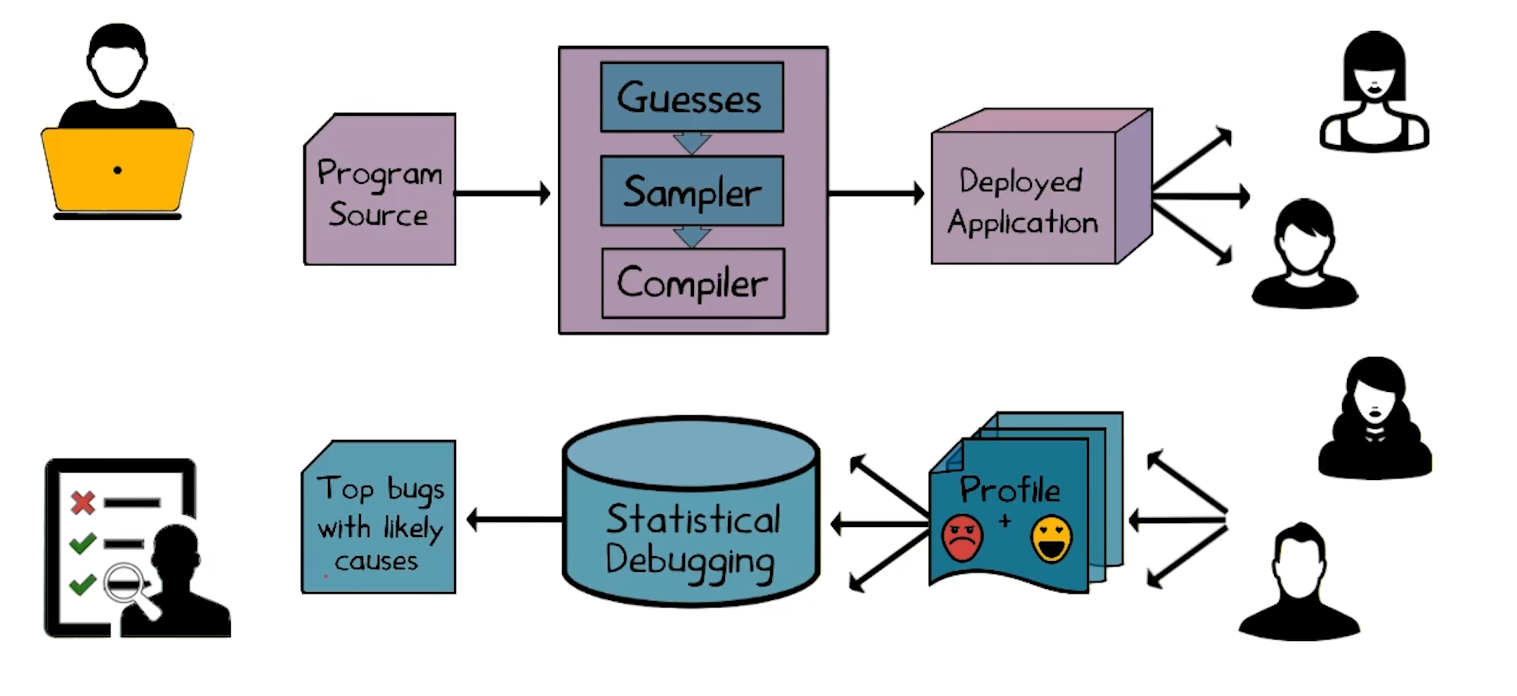 Program
Source
Guesses
Sampler
Compiler
Deployed
Application
Top bugs
with likely
causes
Statistical
Debugging
Profile
+